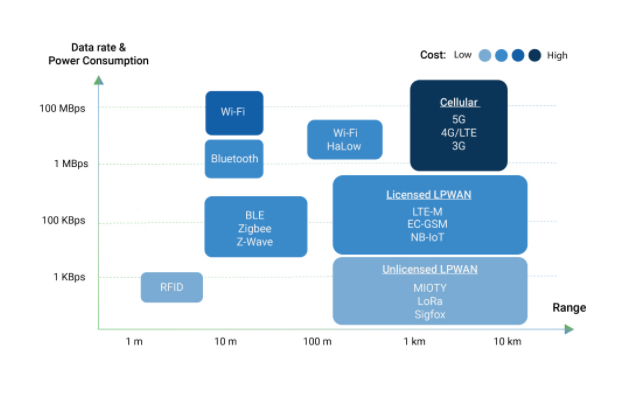 Data rate &
Power Consumption
Cost: Low High
100 MBps
1 MBps
100 KBps
1 KBps
Wi-Fi
Bluetooth
Wi-Fi
HaLow
Cellular
5G
4G/LTE
3G
BLE
Zigbee
Z-Wave
Licensed LPWAN
LTE-M
EC-GSM
NB-IoT
RFID
Unlicensed LPWAN
MIOTY
LoRa
Sigfox
Range
1 m 10 m 100 m 1 km 10 km